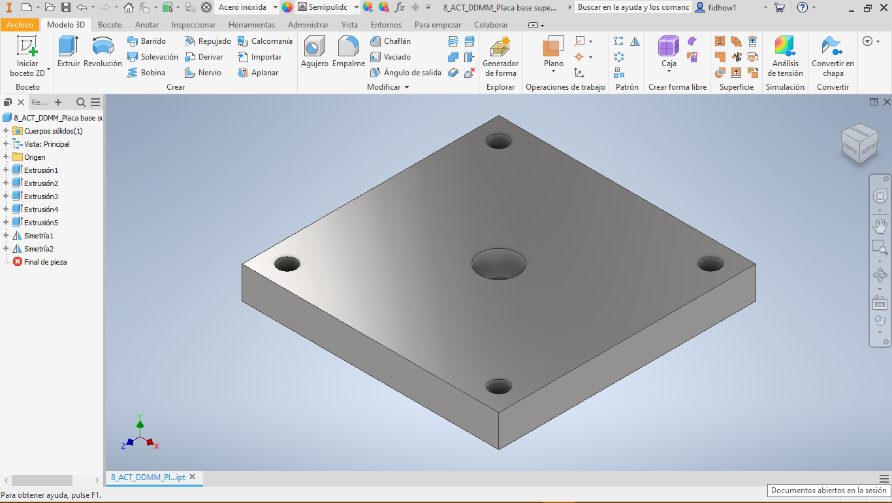 Acero inoxida
Semipulidc
8_ACT_DDMM_Placa base supe...
Buscar en la ayuda y los comanc
fidhow1
Archivo Modelo 3D Boceto Anotar Inspeccionar Herramientas Administrar Vista Entornos Para empezar Colaborar
Iniciar boceto 2D
Extruir
Revolución
Barrido
Solevación
Bobina
Repujado
Derivar
Nervio
Calcomanía
Importar
Aplanar
Agujero
Empalme
Chaflán
Vaciado
Ángulo de salida
Generador de forma
Plano
Caja
Análisis de tensión
Convertir en chapa
Boceto Crear Modificar Explorar Operaciones de trabajo Patrón Crear forma libre Superficie Simulación Convertir
Re...
8_ACT_DDMM_Placa base su
Cuerpos sólidos(1)
Vista: Principal
Origen
Extrusión1
Extrusión2
Extrusión3
Extrusión4
Extrusión5
Simetría1
Simetría2
Final de pieza
Y
Z
X
8_ACT_DDMM_Pl...ipt
Documentos abiertos en la sesión
Para obtener ayuda, pulse F1.